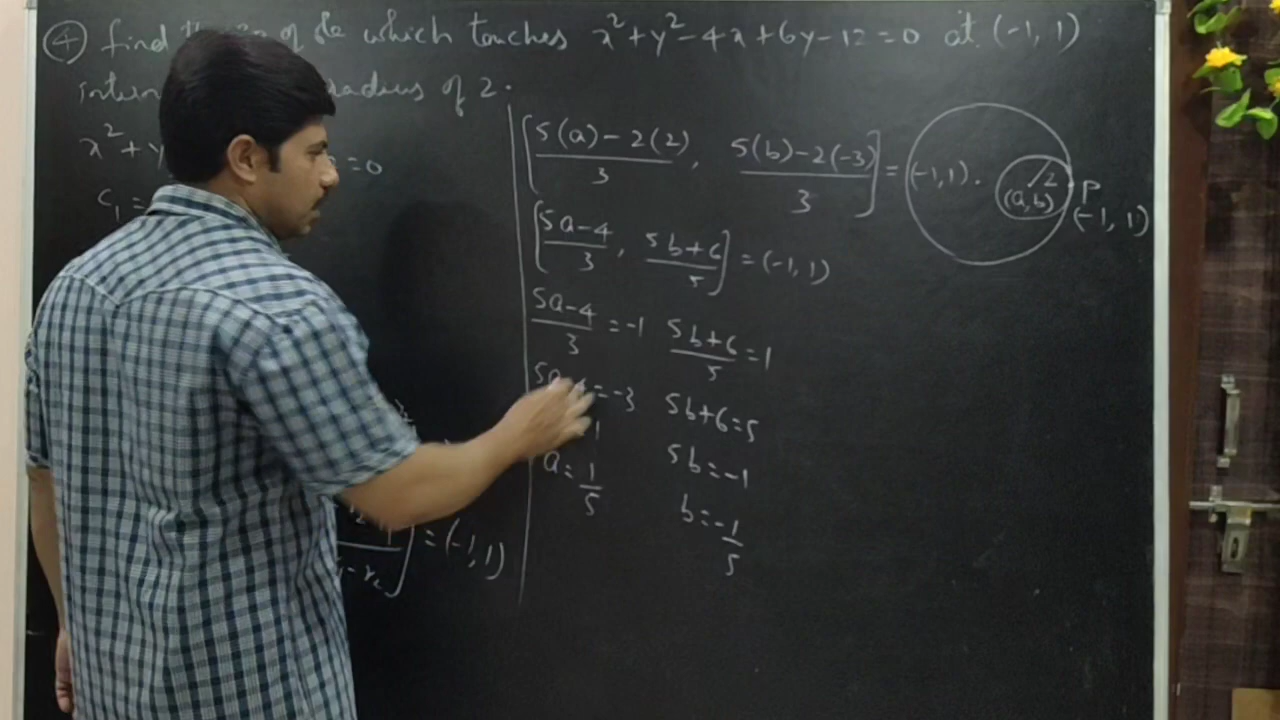 ④ find of which touches x² + y² - 4x + 6y - 12 = 0 at (-1, 1)
radius of 2.
x² + y = 0
C₁ =
= (-1, 1)
[5(a) - 2(2)/3, 5(b) - 2(-3)/3] = (-1, 1).
[5a-4/3, 5b+6/5] = (-1, 1)
5a-4/3 = -1 5b+6/5 = 1
= -3 5b+6 = 5
1 5b = -1
a = 1/5 b = -1/5
2
(a, b)
P
(-1, 1)